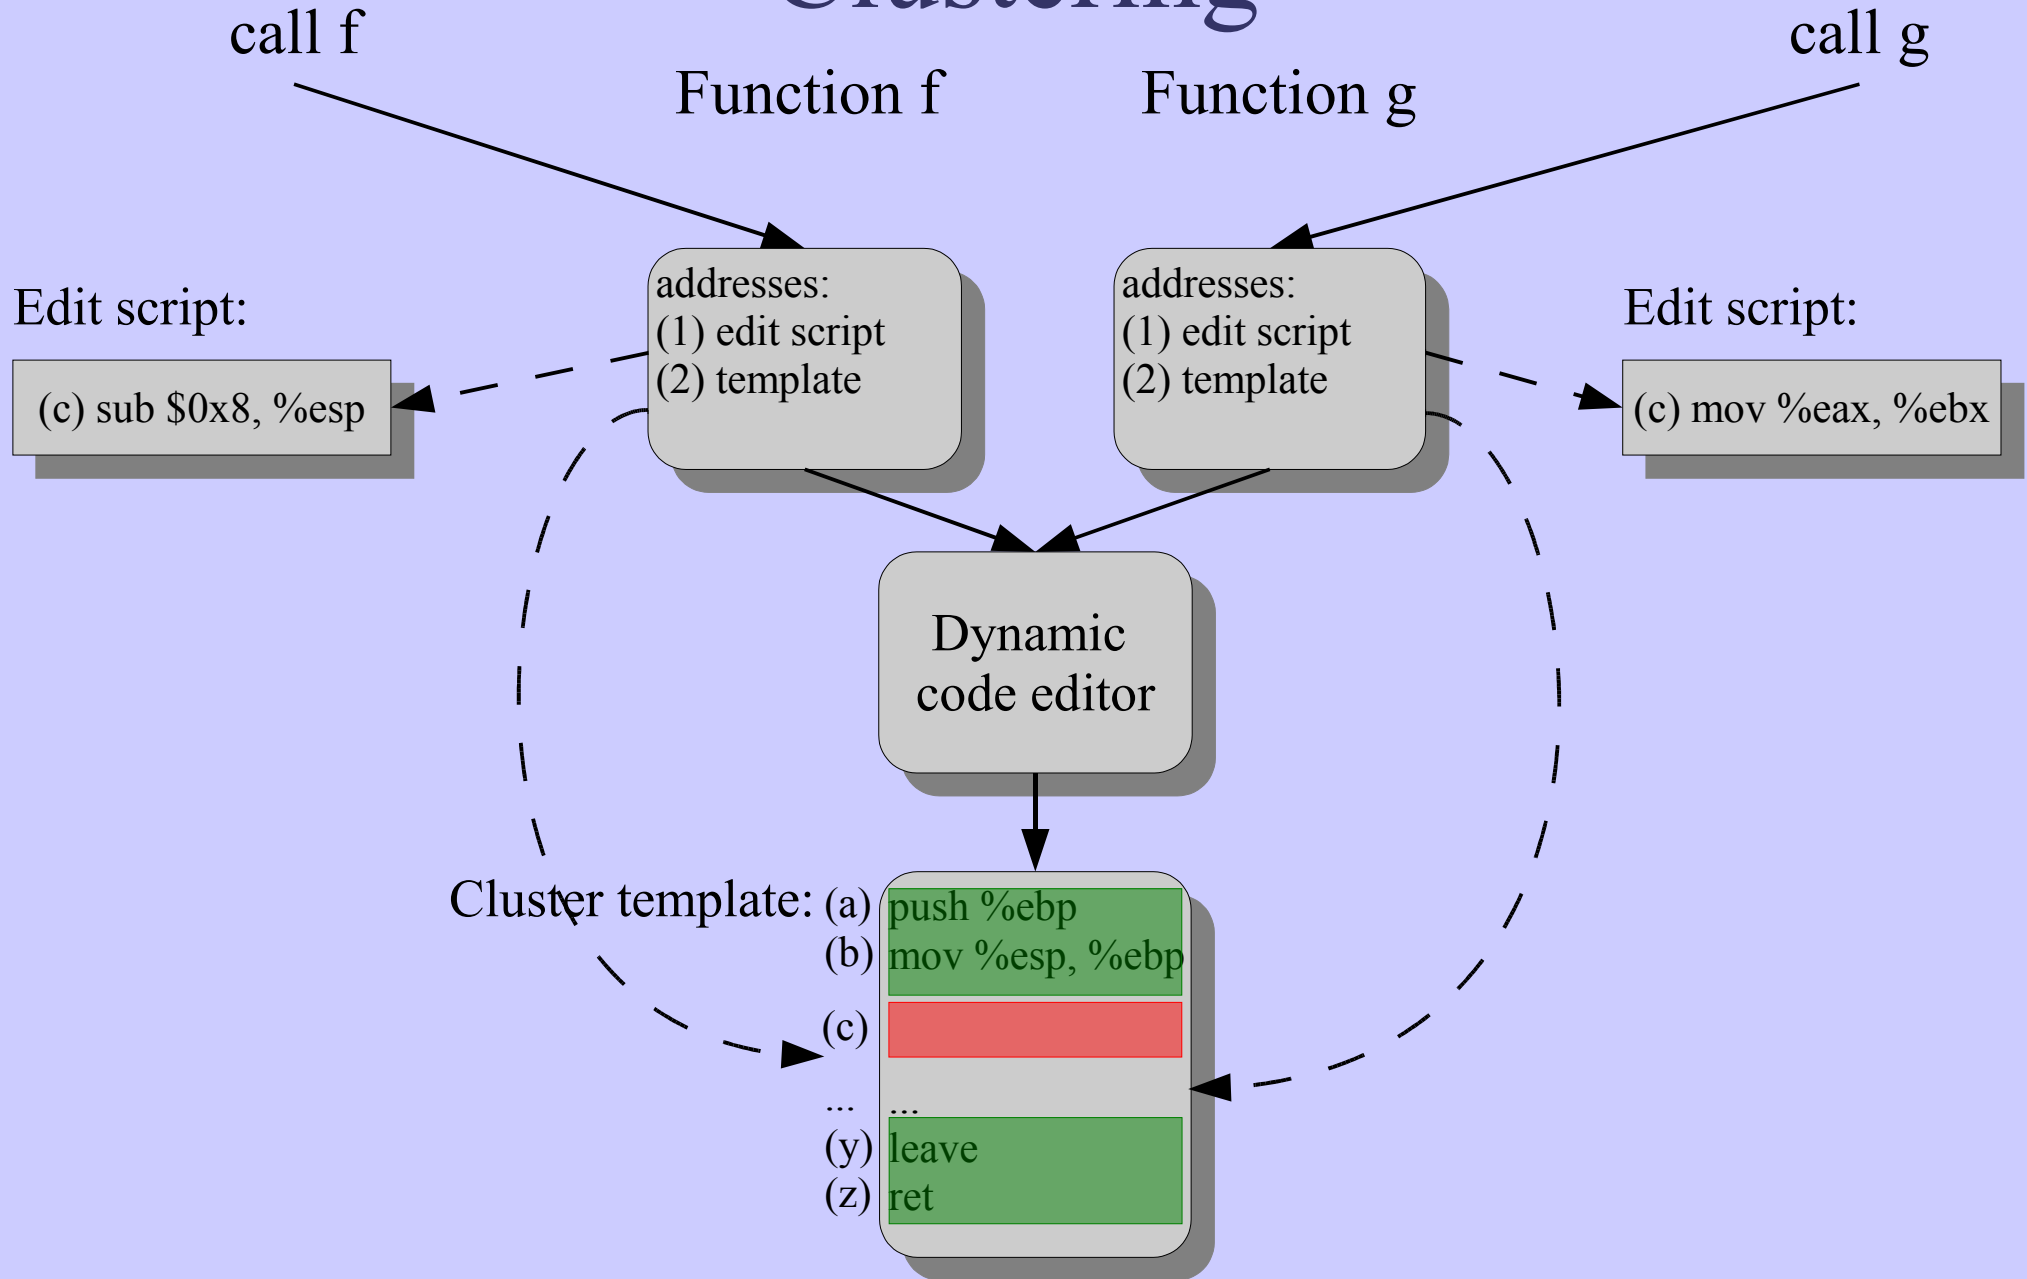 Clustering
call f
call g
Function f
Function g
addresses:
(1) edit script
(2) template
addresses:
(1) edit script
(2) template
Edit script:
(c) sub $0x8, %esp
Edit script:
(c) mov %eax, %ebx
Dynamic
code editor
Cluster template:
(a) push %ebp
(b) mov %esp, %ebp
(c)
... ...
(y) leave
(z) ret